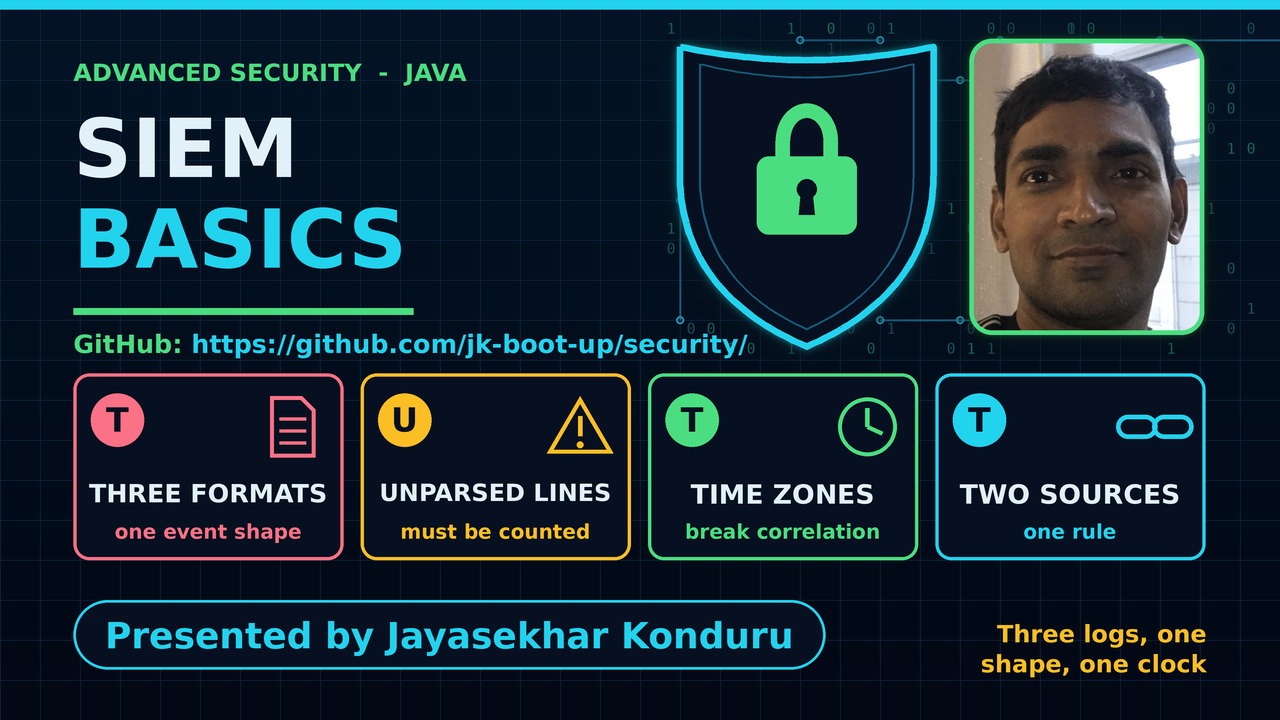 ADVANCED SECURITY - JAVA
SIEM
BASICS
GitHub: https://github.com/jk-boot-up/security/
T
THREE FORMATS
one event shape
U
UNPARSED LINES
must be counted
T
TIME ZONES
break correlation
T
TWO SOURCES
one rule
Presented by Jayasekhar Konduru
Three logs, one
shape, one clock